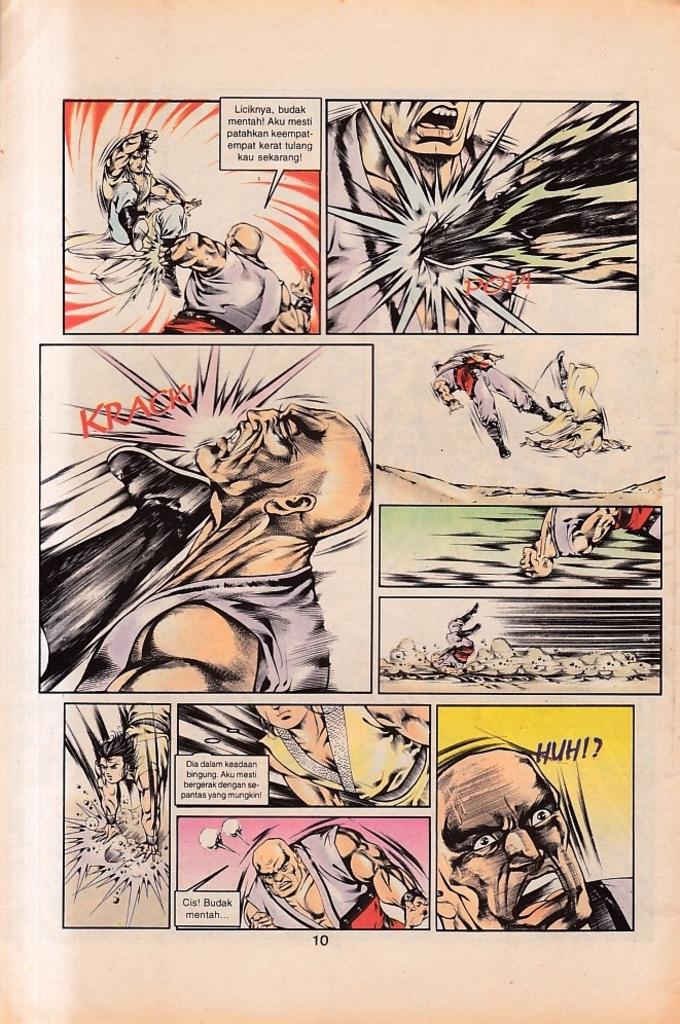 Liciknya, budak
mentah! Aku mesti
patahkan keempat-
empat kerat tulang
kau sekarang!
POM
KRACK!
Dia dalam keadaan
bingung. Aku mesti
bergerak dengan se-
pantas yang mungkin!
HUH!?
Cis! Budak
mentah...
10